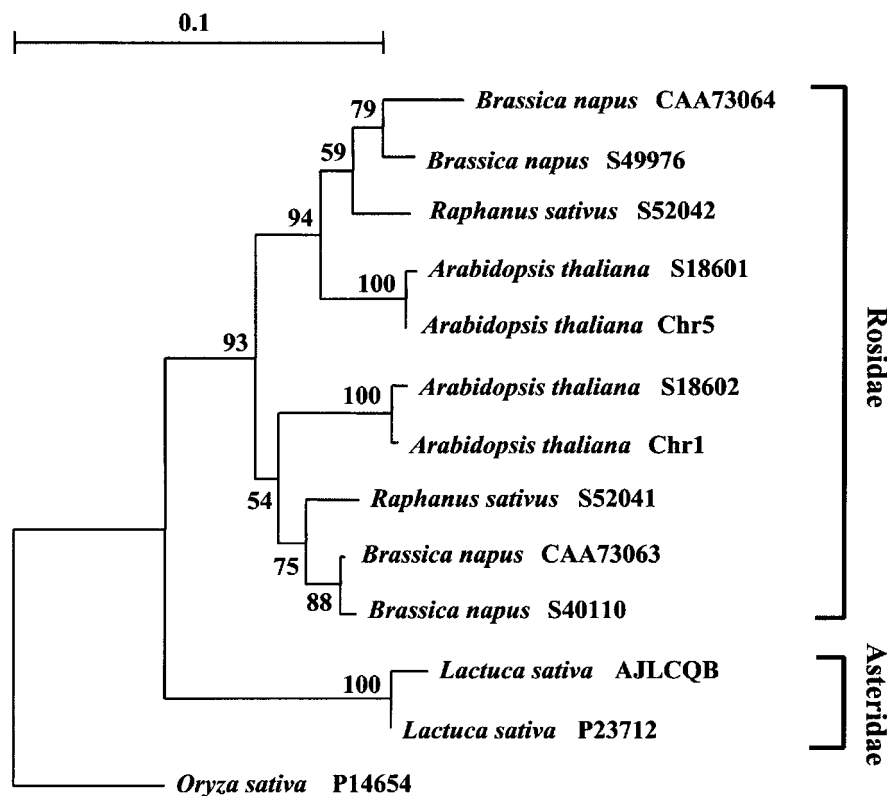 0.1
79
Brassica napus CAA73064
59
Brassica napus S49976
94
Raphanus sativus S52042
100
Arabidopsis thaliana S18601
Arabidopsis thaliana Chr5
93
Rosidae
100
Arabidopsis thaliana S18602
Arabidopsis thaliana Chr1
54
Raphanus sativus S52041
75
Brassica napus CAA73063
88
Brassica napus S40110
100
Lactuca sativa AJLCQB
Lactuca sativa P23712
Asteridae
Oryza sativa P14654